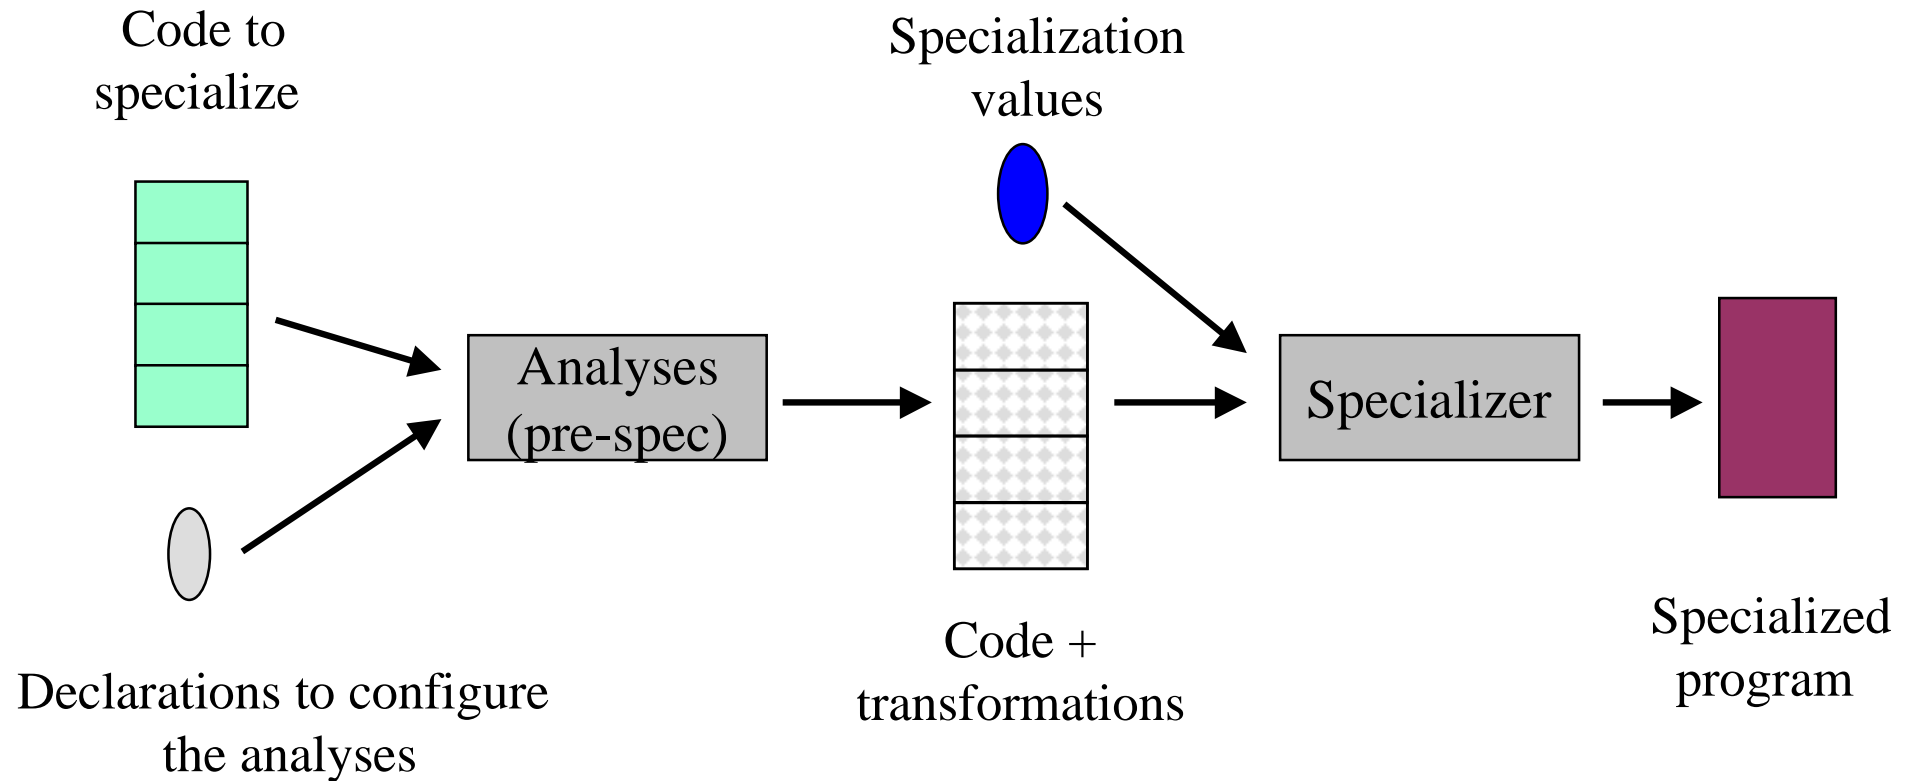 Code to
specialize
Specialization
values
Analyses
(pre-spec)
Specializer
Declarations to configure
the analyses
Code +
transformations
Specialized
program